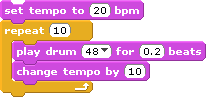 set tempo to 20 bpm
repeat 10
play drum 48 for 0.2 beats
change tempo by 10